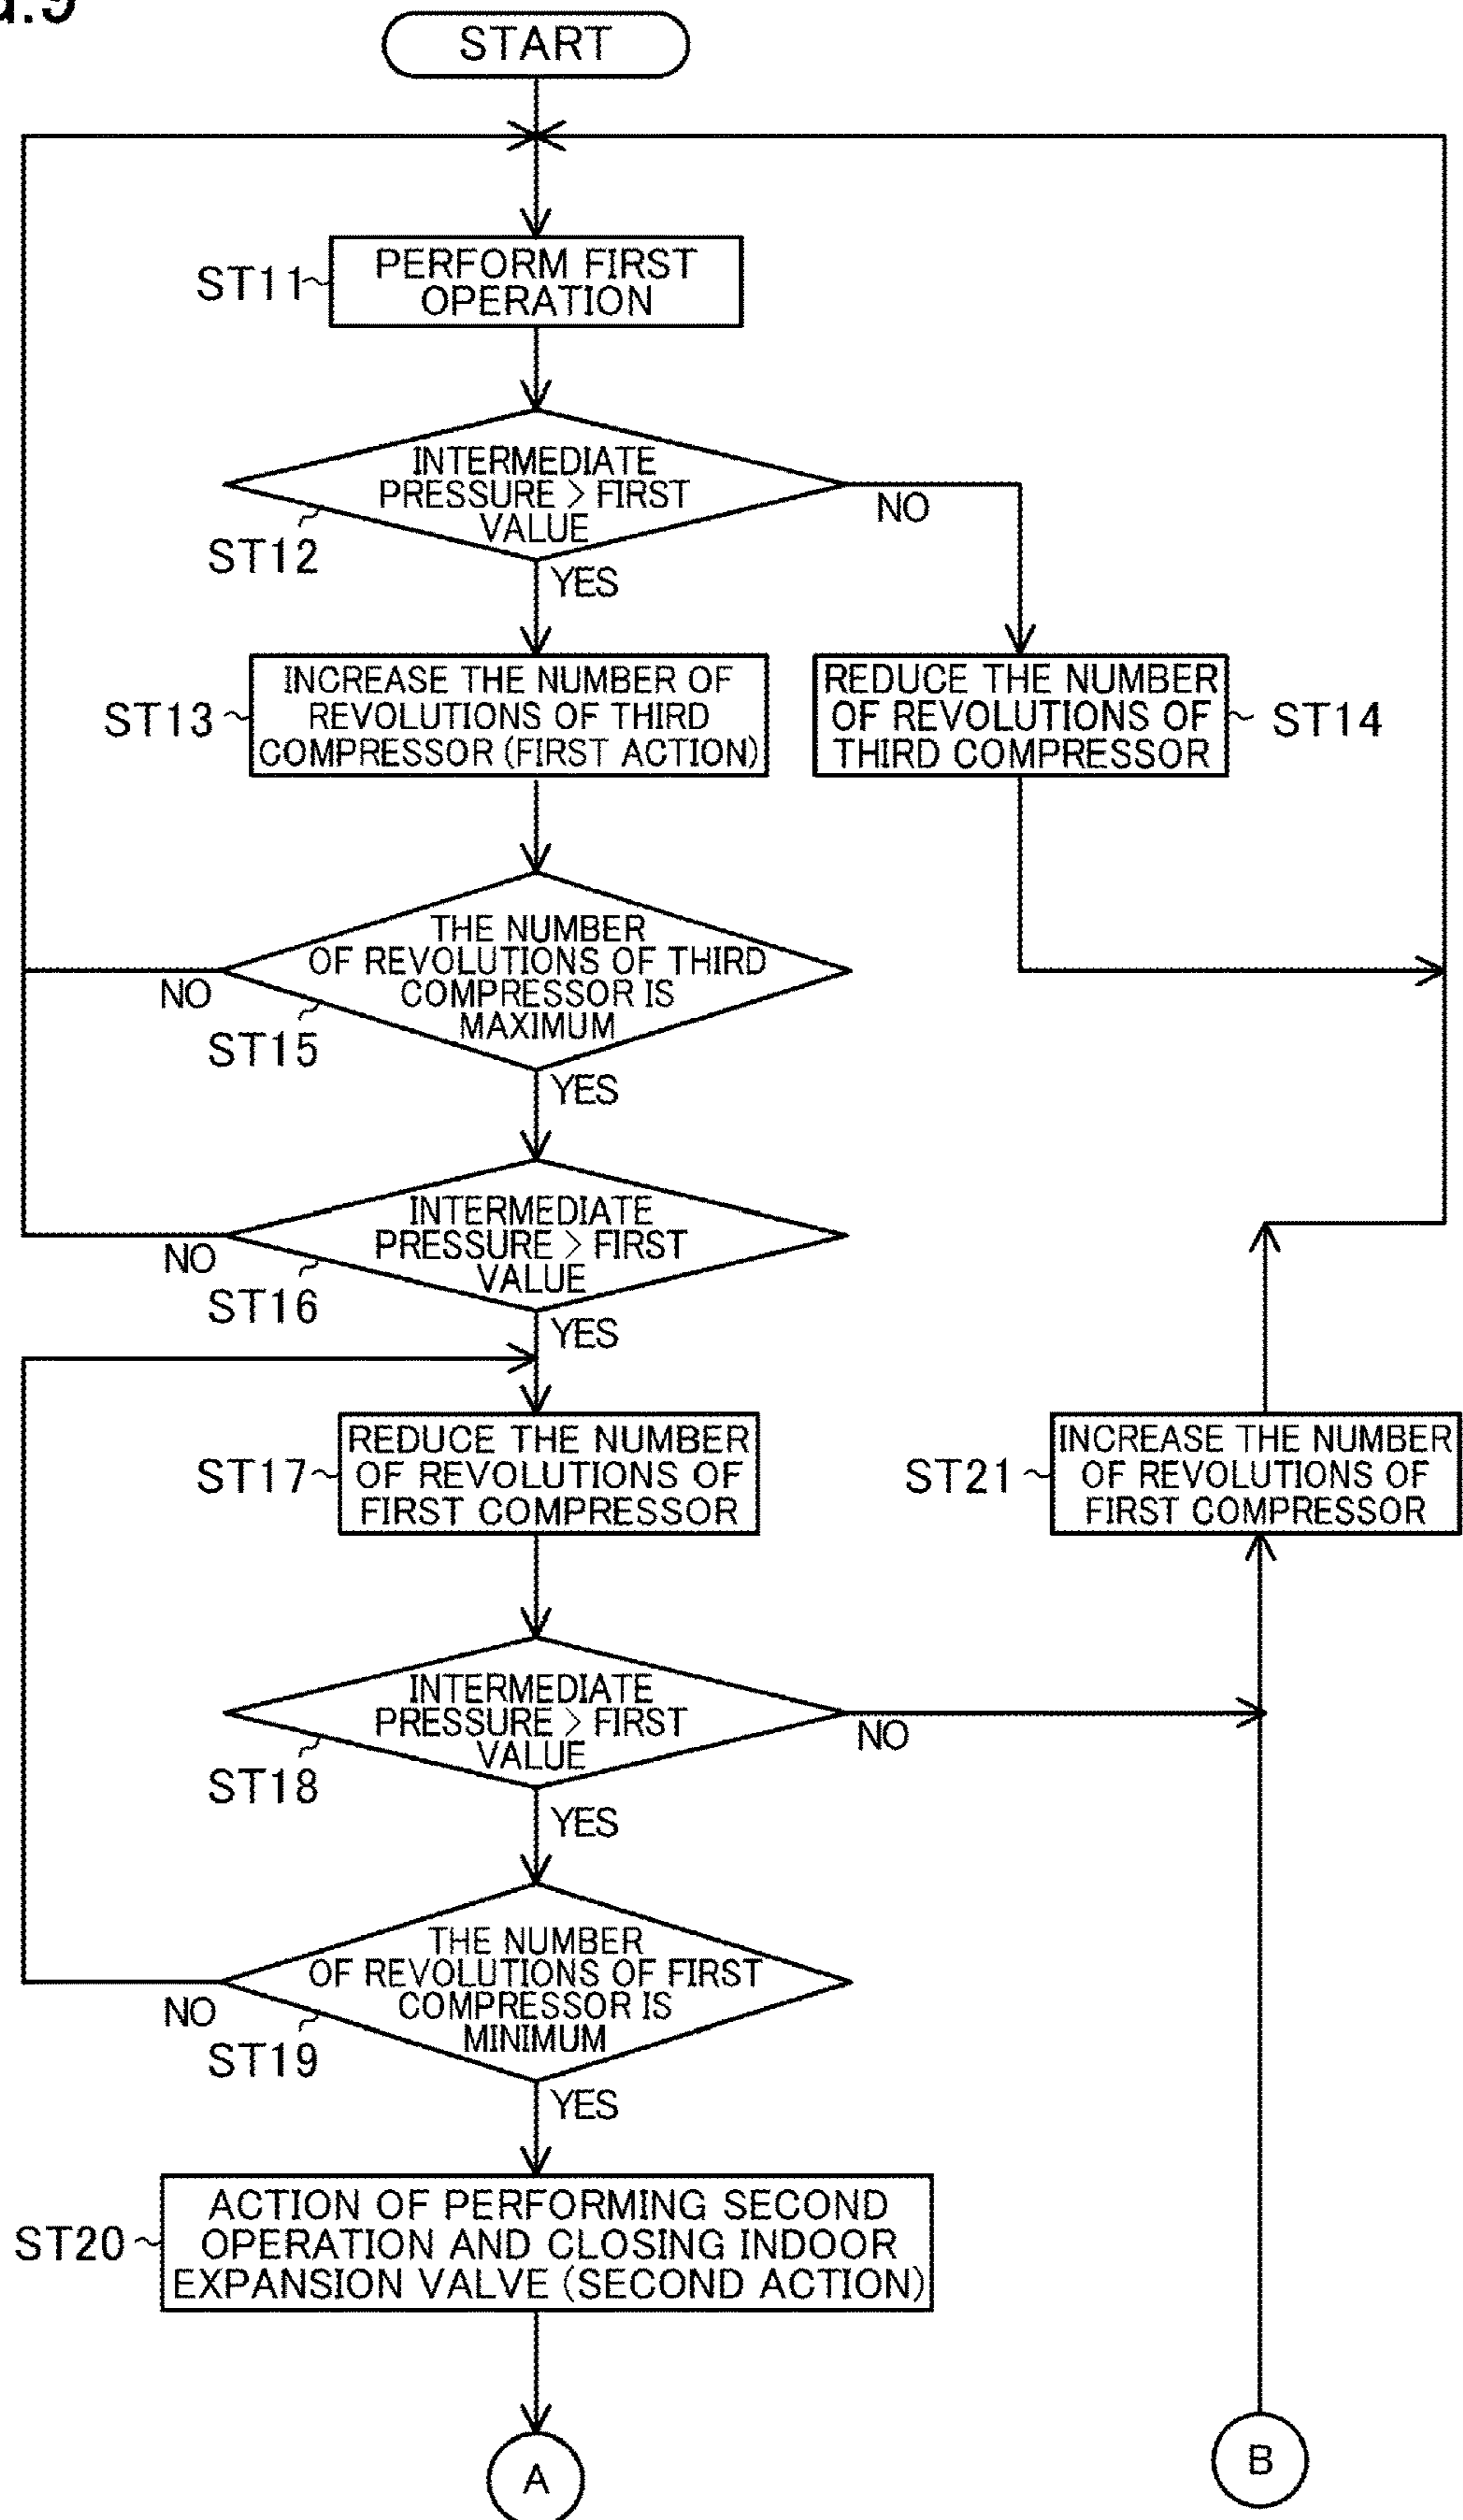 START
ST11
PERFORM FIRST
OPERATION
INTERMEDIATE
PRESSURE > FIRST
VALUE
NO
ST12
YES
ST13
INCREASE THE NUMBER OF
REVOLUTIONS OF THIRD
COMPRESSOR (FIRST ACTION)
REDUCE THE NUMBER
OF REVOLUTIONS OF
THIRD COMPRESSOR
ST14
THE NUMBER
OF REVOLUTIONS OF THIRD
COMPRESSOR IS
MAXIMUM
NO
ST15
YES
INTERMEDIATE
PRESSURE > FIRST
VALUE
NO
ST16
YES
ST17
REDUCE THE NUMBER
OF REVOLUTIONS OF
FIRST COMPRESSOR
ST21
INCREASE THE NUMBER
OF REVOLUTIONS OF
FIRST COMPRESSOR
INTERMEDIATE
PRESSURE > FIRST
VALUE
NO
ST18
YES
THE NUMBER
OF REVOLUTIONS OF FIRST
COMPRESSOR IS
MINIMUM
NO
ST19
YES
ST20
ACTION OF PERFORMING SECOND
OPERATION AND CLOSING INDOOR
EXPANSION VALVE (SECOND ACTION)
A
B